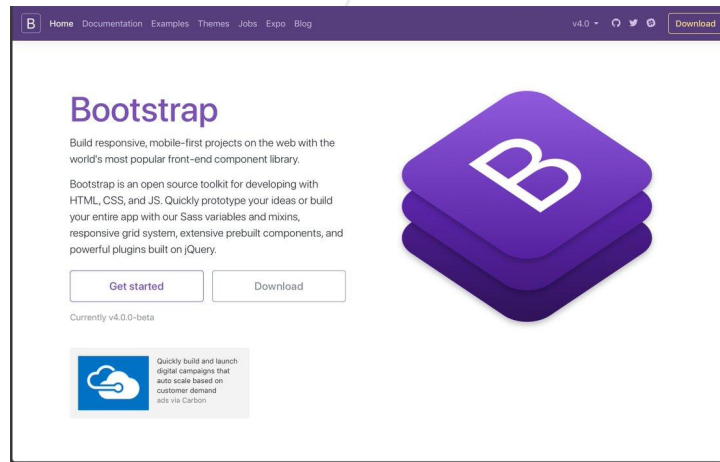 B Home Documentation Examples Themes Jobs Expo Blog v4.0 Download
Bootstrap
Build responsive, mobile-first projects on the web with the
world's most popular front-end component library.
Bootstrap is an open source toolkit for developing with
HTML, CSS, and JS. Quickly prototype your ideas or build
your entire app with our Sass variables and mixins,
responsive grid system, extensive prebuilt components, and
powerful plugins built on jQuery.
Get started Download
Currently v4.0.0-beta
Quickly build and launch
digital campaigns that
auto scale based on
customer demand
ads via Carbon
B